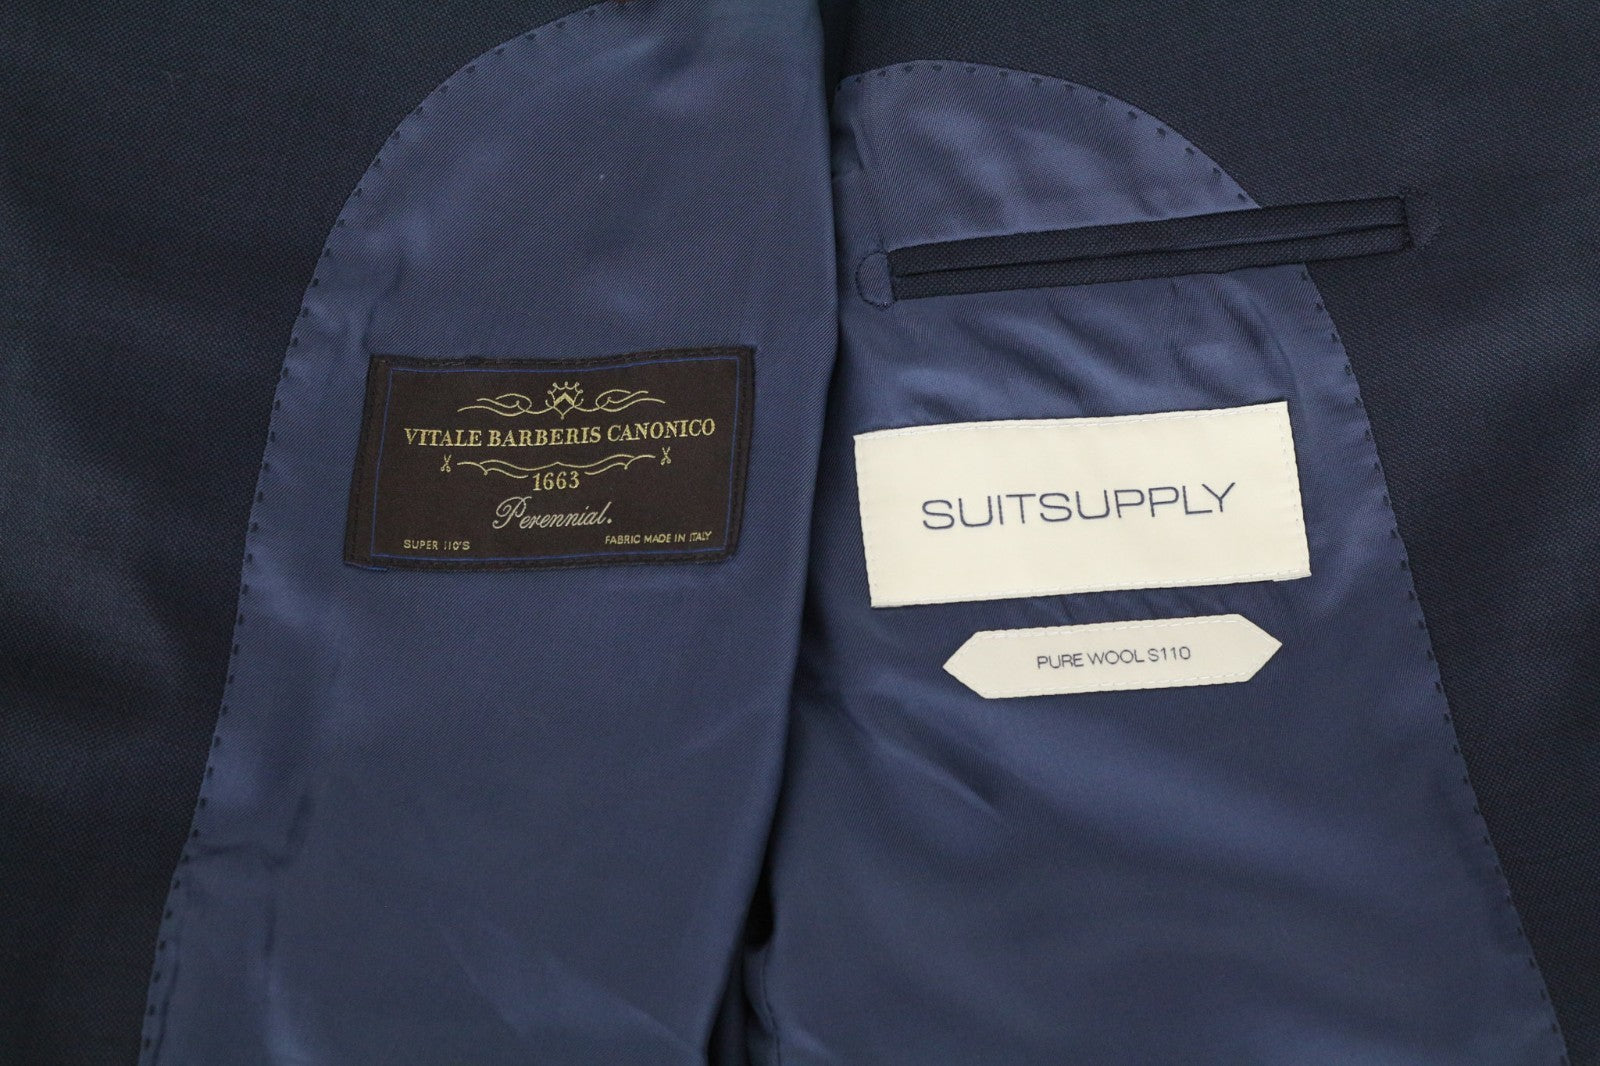 VITALE BARBERIS CANONICO
1663
Perennial.
SUPER 110'S
FABRIC MADE IN ITALY
SUITSUPPLY
PURE WOOL S110